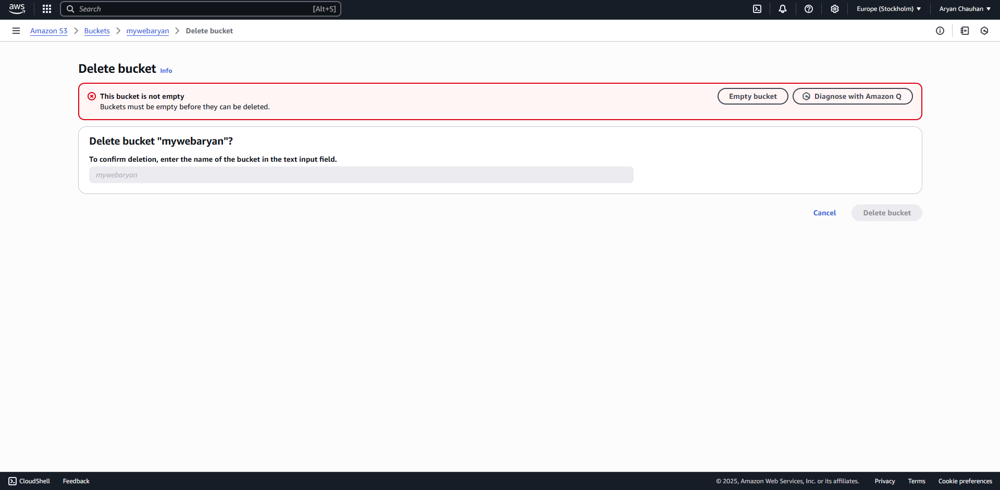 aws
Search [Alt+S]
Europe (Stockholm)
Aryan Chauhan
Amazon S3
Buckets
mywebaryan
Delete bucket
Delete bucket
Info
This bucket is not empty
Buckets must be empty before they can be deleted.
Empty bucket
Diagnose with Amazon Q
Delete bucket "mywebaryan"?
To confirm deletion, enter the name of the bucket in the text input field.
mywebaryan
Cancel
Delete bucket
CloudShell
Feedback
© 2025, Amazon Web Services, Inc. or its affiliates.
Privacy
Terms
Cookie preferences